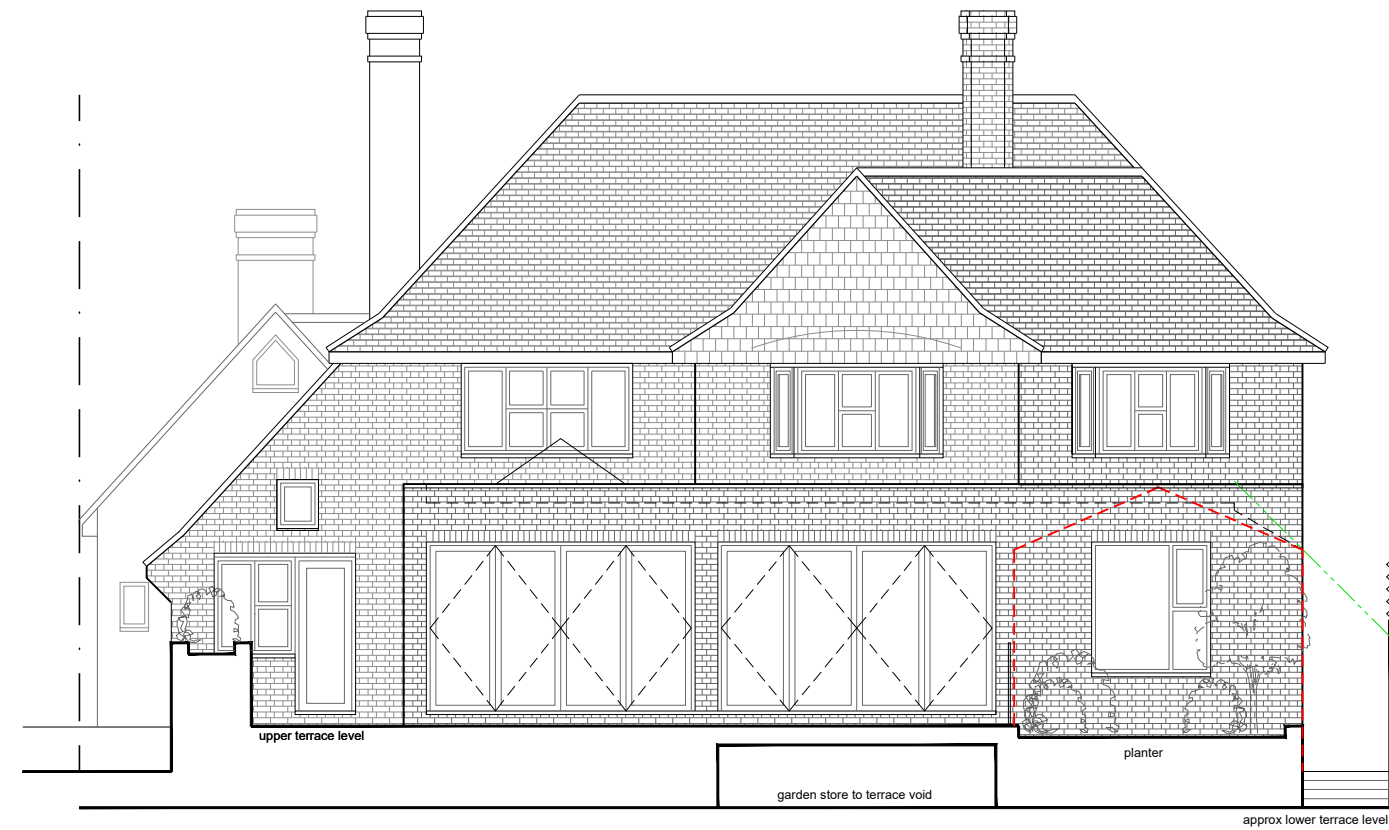 upper terrace level
planter
garden store to terrace void
approx lower terrace level